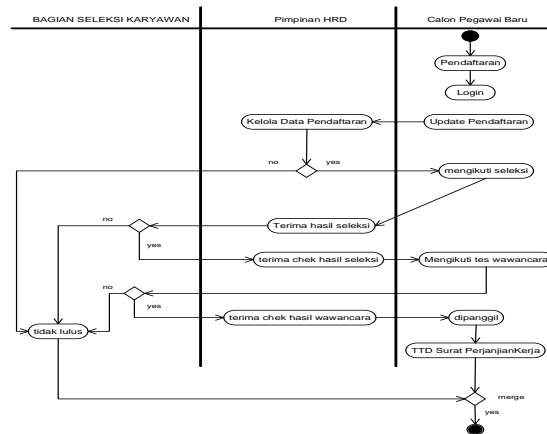 BAGIAN SELEKSI KARYAWAN
Pimpinan HRD
Calon Pegawai Baru
Pendaftaran
Login
Kelola Data Pendaftaran
Update Pendaftaran
no
yes
mengikuti seleksi
no
Terima hasil seleksi
yes
terima chek hasil seleksi
Mengikuti tes wawancara
no
yes
terima chek hasil wawancara
dipanggil
tidak lulus
TTD Surat PerjanjianKerja
merge
yes